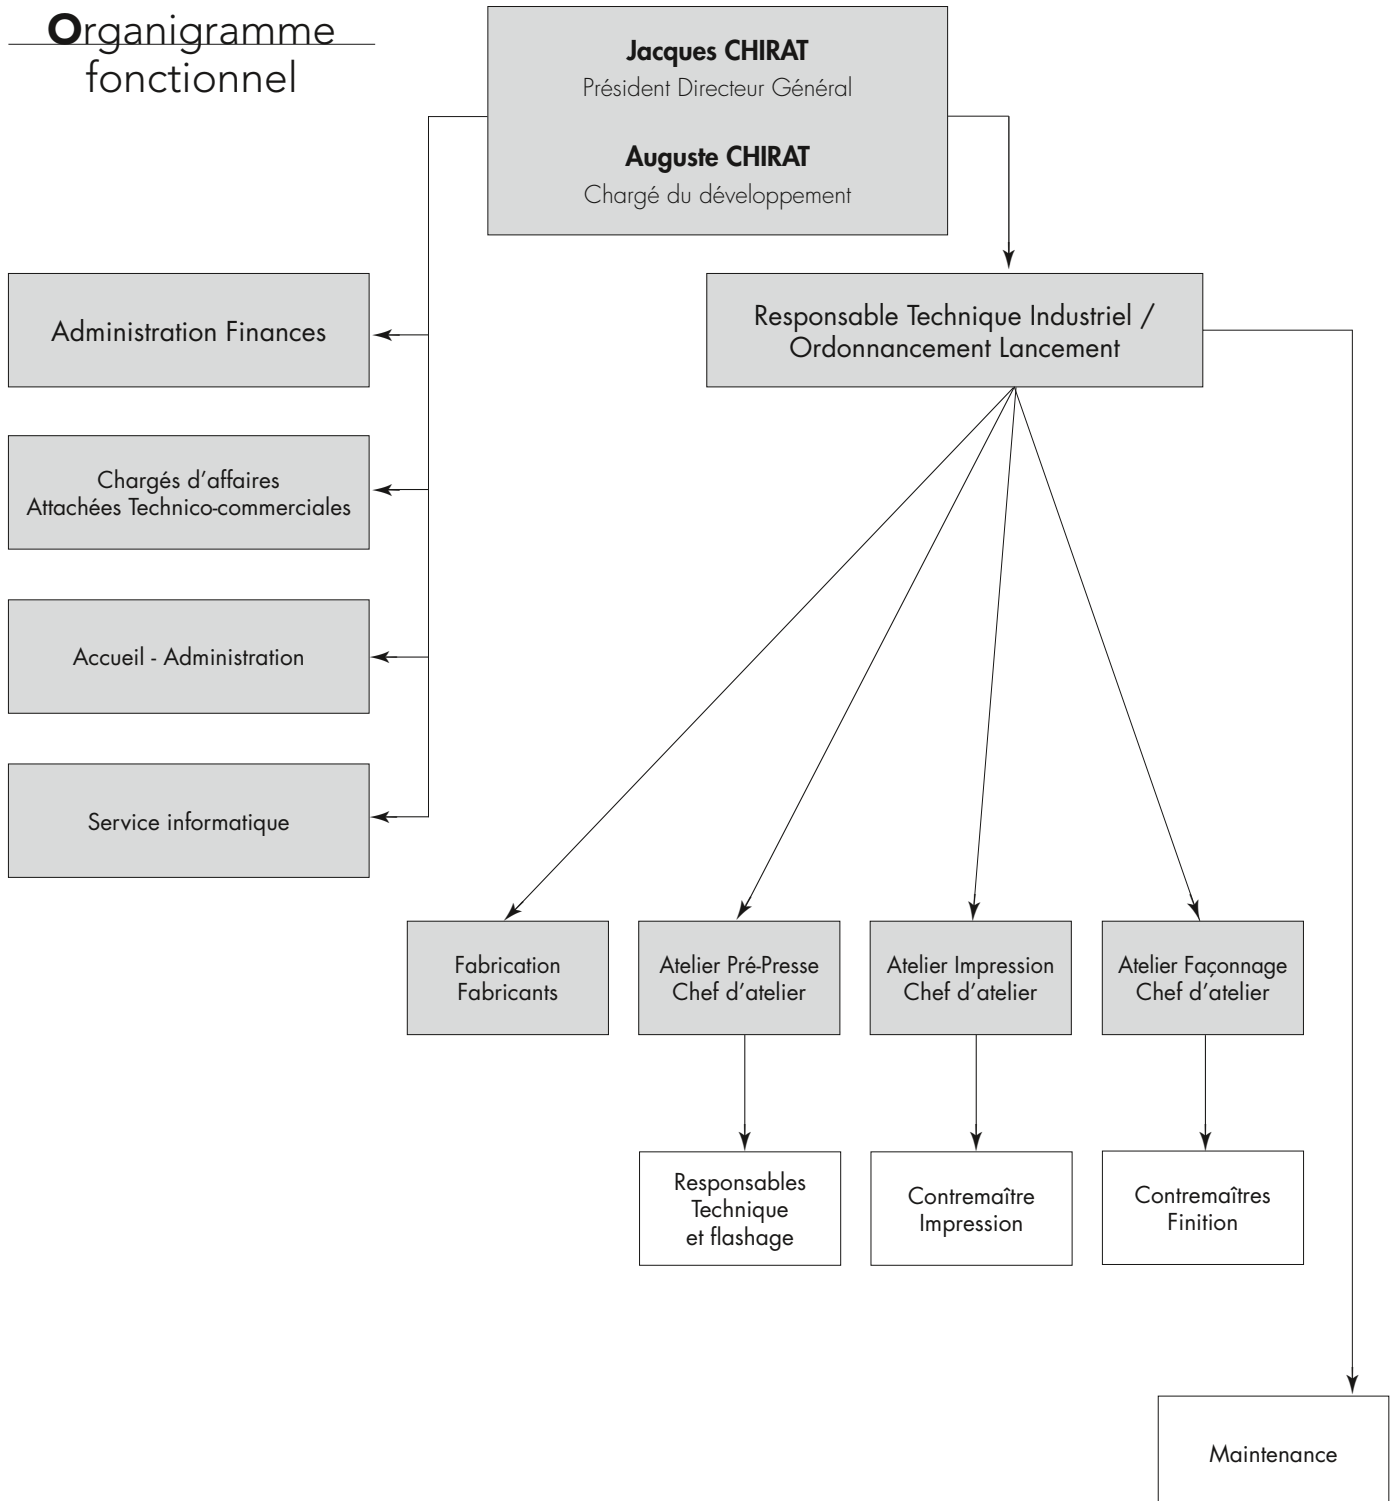 Organigramme
fonctionnel
Jacques CHIRAT
Président Directeur Général
Auguste CHIRAT
Chargé du développement
Administration Finances
Responsable Technique Industriel /
Ordonnancement Lancement
Chargés d’affaires
Attachées Technico-commerciales
Accueil - Administration
Service informatique
Fabrication
Fabricants
Atelier Pré-Presse
Chef d’atelier
Atelier Impression
Chef d’atelier
Atelier Façonnage
Chef d’atelier
Responsables
Technique
et flashage
Contremaître
Impression
Contremaîtres
Finition
Maintenance